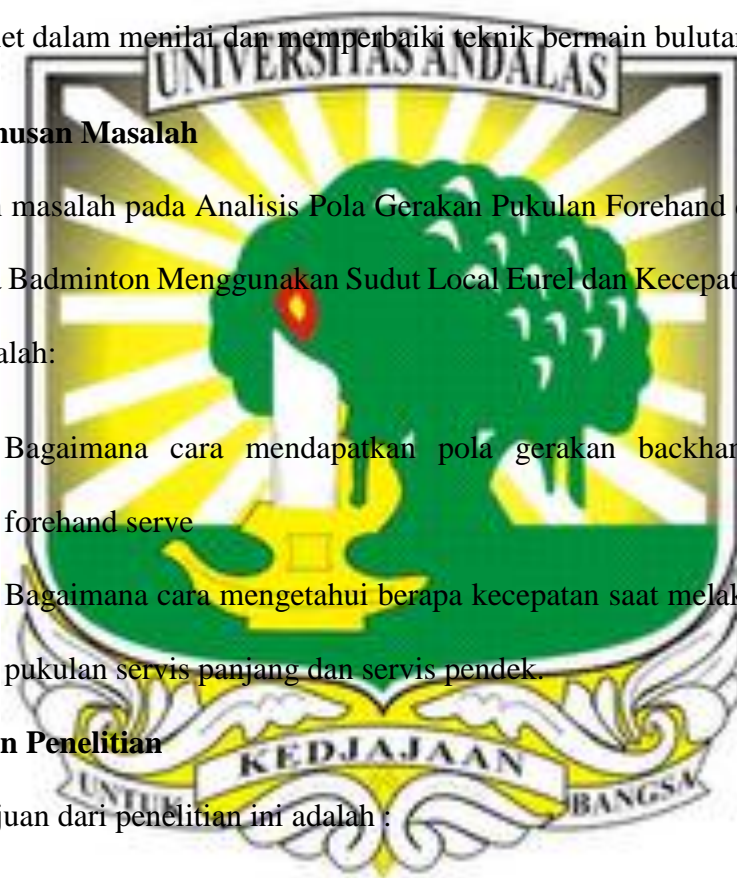 et dalam menilai dan memperbaiki teknik bermain bulutan
UNIVERSITAS ANDALAS
usan Masalah
masalah pada Analisis Pola Gerakan Pukulan Forehand
Badminton Menggunakan Sudut Local Eurel dan Kecepat
alah:
Bagaimana cara mendapatkan pola gerakan backhan
forehand serve
Bagaimana cara mengetahui berapa kecepatan saat melak
pukulan servis panjang dan servis pendek.
n Penelitian
KEDJAJAAN
UNTUK BANGSA
juan dari penelitian ini adalah :